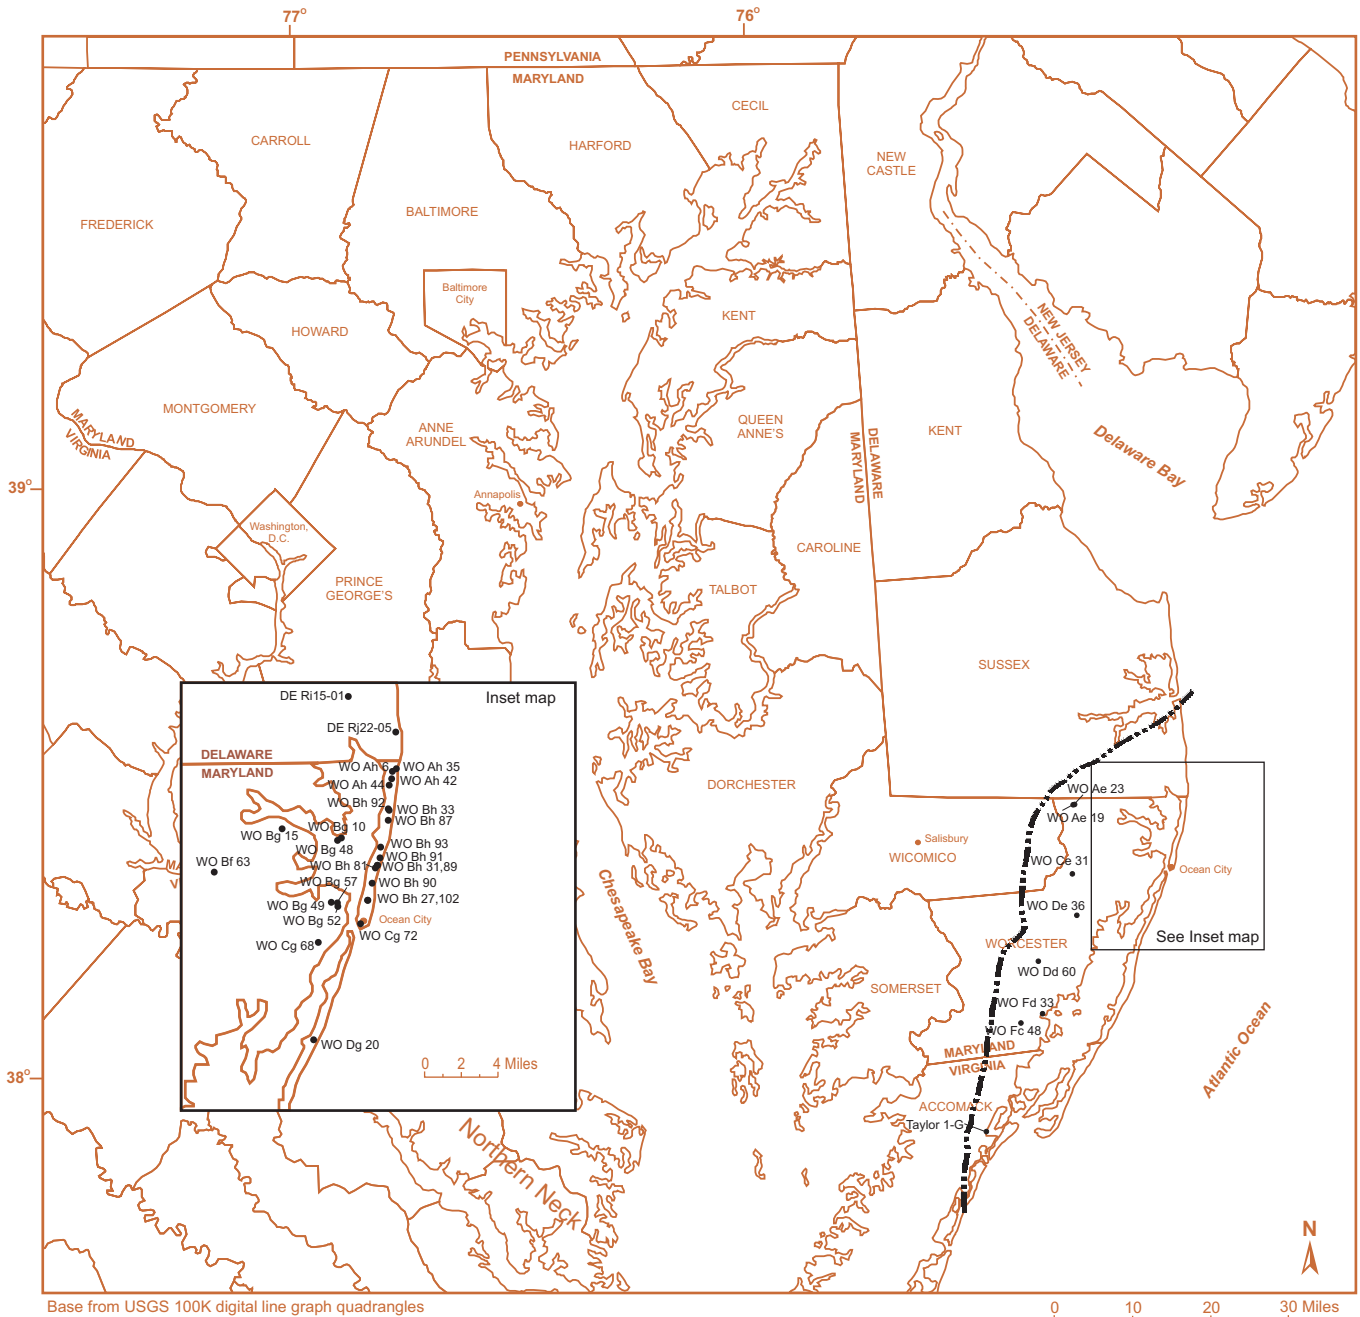 77°
76°
PENNSYLVANIA
MARYLAND
CECIL
CARROLL
HARFORD
NEW
CASTLE
BALTIMORE
FREDERICK
Baltimore
City
KENT
HOWARD
NEW JERSEY
DELAWARE
MONTGOMERY
MARYLAND
VIRGINIA
ANNE
ARUNDEL
QUEEN
ANNE'S
DELAWARE
MARYLAND
KENT
Delaware Bay
39°
Annapolis
Washington,
D.C.
CAROLINE
PRINCE
GEORGE'S
TALBOT
SUSSEX
DE Ri15-01
Inset map
DE Rj22-05
DELAWARE
MARYLAND
WO Ah 6
WO Ah 35
WO Ah 44
WO Ah 42
WO Bh 92
WO Bh 33
WO Bh 87
WO Bg 10
WO Bg 15
WO Bg 48
WO Bh 93
WO Bh 91
WO Bf 63
WO Bh 81
WO Bh 31,89
WO Bg 57
WO Bh 90
WO Bg 49
WO Bh 27,102
WO Bg 52
Ocean City
WO Cg 72
WO Cg 68
WO Dg 20
0 2 4 Miles
MA
V
DORCHESTER
WO Ae 23
WO Ae 19
Salisbury
WICOMICO
WO Ce 31
Ocean City
WO De 36
See Inset map
WORCESTER
Chesapeake Bay
WO Dd 60
SOMERSET
WO Fd 33
WO Fc 48
MARYLAND
VIRGINIA
Atlantic Ocean
38°
ACCOMACK
Taylor 1-G
Northern Neck
N
Base from USGS 100K digital line graph quadrangles
0 10 20 30 Miles